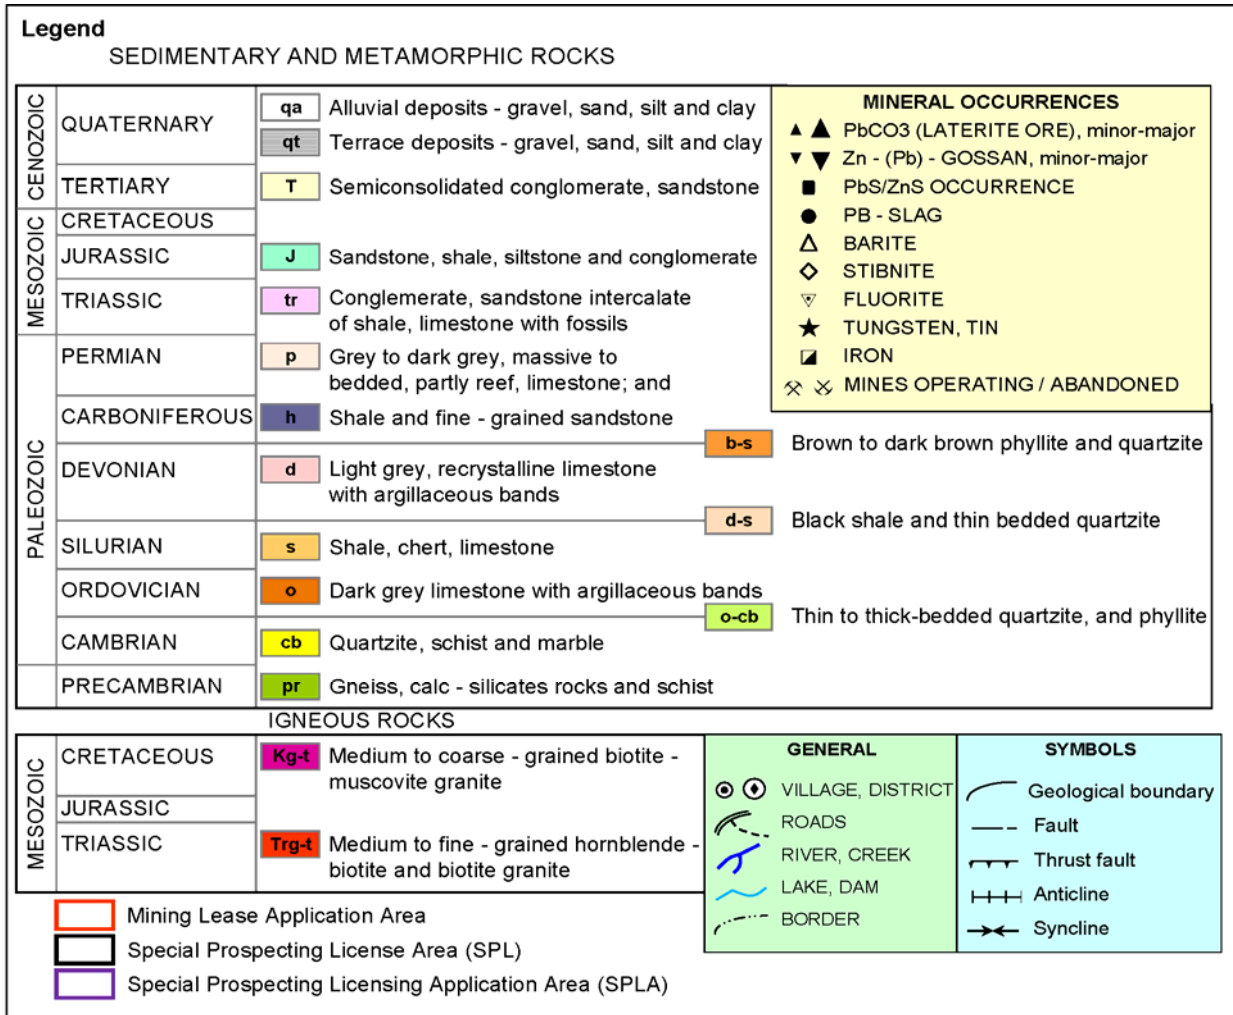 Legend
SEDIMENTARY AND METAMORPHIC ROCKS
CENOZOIC
QUATERNARY
qa Alluvial deposits - gravel, sand, silt and clay
qt Terrace deposits - gravel, sand, silt and clay
TERTIARY
T Semiconsolidated conglomerate, sandstone
MESOZOIC
CRETACEOUS
JURASSIC
J Sandstone, shale, siltstone and conglomerate
TRIASSIC
tr Conglemerate, sandstone intercalate
of shale, limestone with fossils
PALEOZOIC
PERMIAN
p Grey to dark grey, massive to
bedded, partly reef, limestone; and
CARBONIFEROUS
h Shale and fine - grained sandstone
b-s Brown to dark brown phyllite and quartzite
DEVONIAN
d Light grey, recrystalline limestone
with argillaceous bands
d-s Black shale and thin bedded quartzite
SILURIAN
s Shale, chert, limestone
ORDOVICIAN
o Dark grey limestone with argillaceous bands
o-cb Thin to thick-bedded quartzite, and phyllite
CAMBRIAN
cb Quartzite, schist and marble
PRECAMBRIAN
pr Gneiss, calc - silicates rocks and schist
MINERAL OCCURRENCES
PbCO3 (LATERITE ORE), minor-major
Zn - (Pb) - GOSSAN, minor-major
PbS/ZnS OCCURRENCE
PB - SLAG
BARITE
STIBNITE
FLUORITE
TUNGSTEN, TIN
IRON
MINES OPERATING / ABANDONED
IGNEOUS ROCKS
MESOZOIC
CRETACEOUS
Kg-t Medium to coarse - grained biotite -
muscovite granite
JURASSIC
TRIASSIC
Trg-t Medium to fine - grained hornblende -
biotite and biotite granite
GENERAL
VILLAGE, DISTRICT
ROADS
RIVER, CREEK
LAKE, DAM
BORDER
SYMBOLS
Geological boundary
Fault
Thrust fault
Anticline
Syncline
Mining Lease Application Area
Special Prospecting License Area (SPL)
Special Prospecting Licensing Application Area (SPLA)